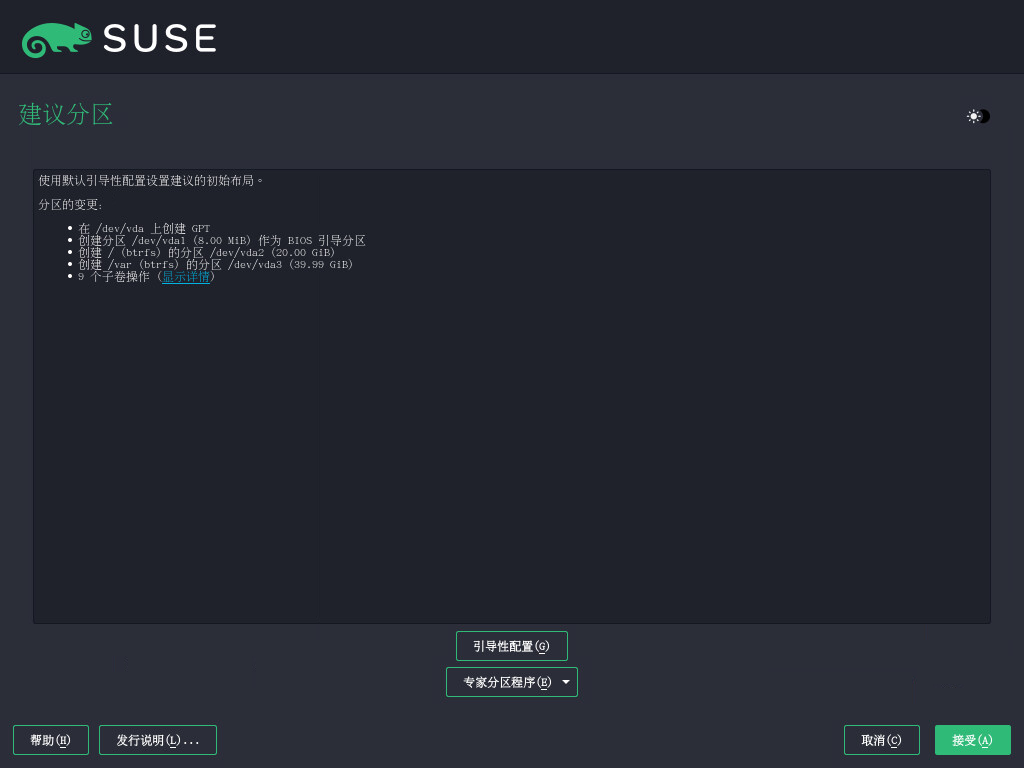 SUSE
建议分区
使用默认引导性配置设置建议的初始布局。
分区的变更:
• 在 /dev/vda 上创建 GPT
• 创建分区 /dev/vda1 (8.00 MiB) 作为 BIOS 引导分区
• 创建 / (btrfs) 的分区 /dev/vda2 (20.00 GiB)
• 创建 /var (btrfs) 的分区 /dev/vda3 (39.99 GiB)
• 9 个子卷操作 (显示详情)
引导性配置(G)
专家分区程序(E)
帮助(H) 发行说明(L)... 取消(C) 接受(A)